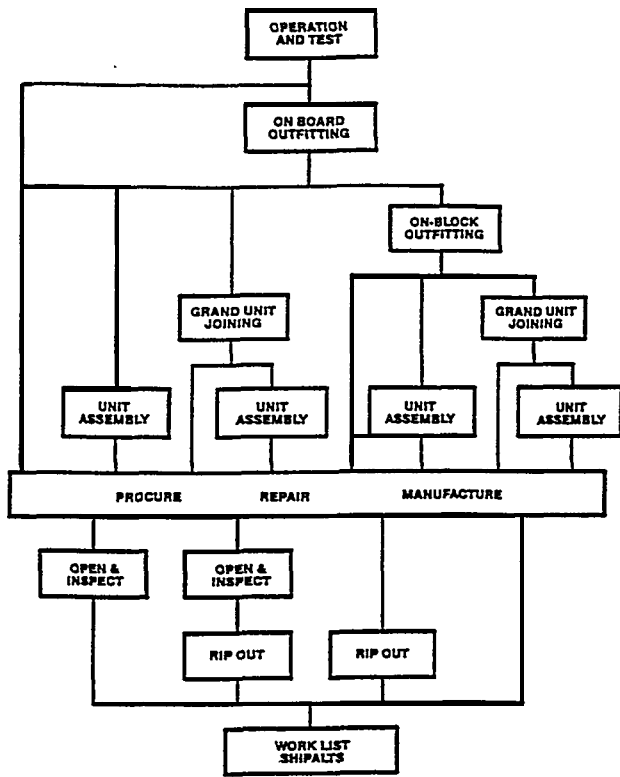 OPERATION
AND TEST
ON BOARD
OUTFITTING
ON-BLOCK
OUTFITTING
GRAND UNIT
JOINING
GRAND UNIT
JOINING
UNIT
ASSEMBLY
UNIT
ASSEMBLY
UNIT
ASSEMBLY
UNIT
ASSEMBLY
PROCURE REPAIR MANUFACTURE
OPEN &
INSPECT
OPEN &
INSPECT
RIP OUT
RIP OUT
WORK LIST
SHIPALTS